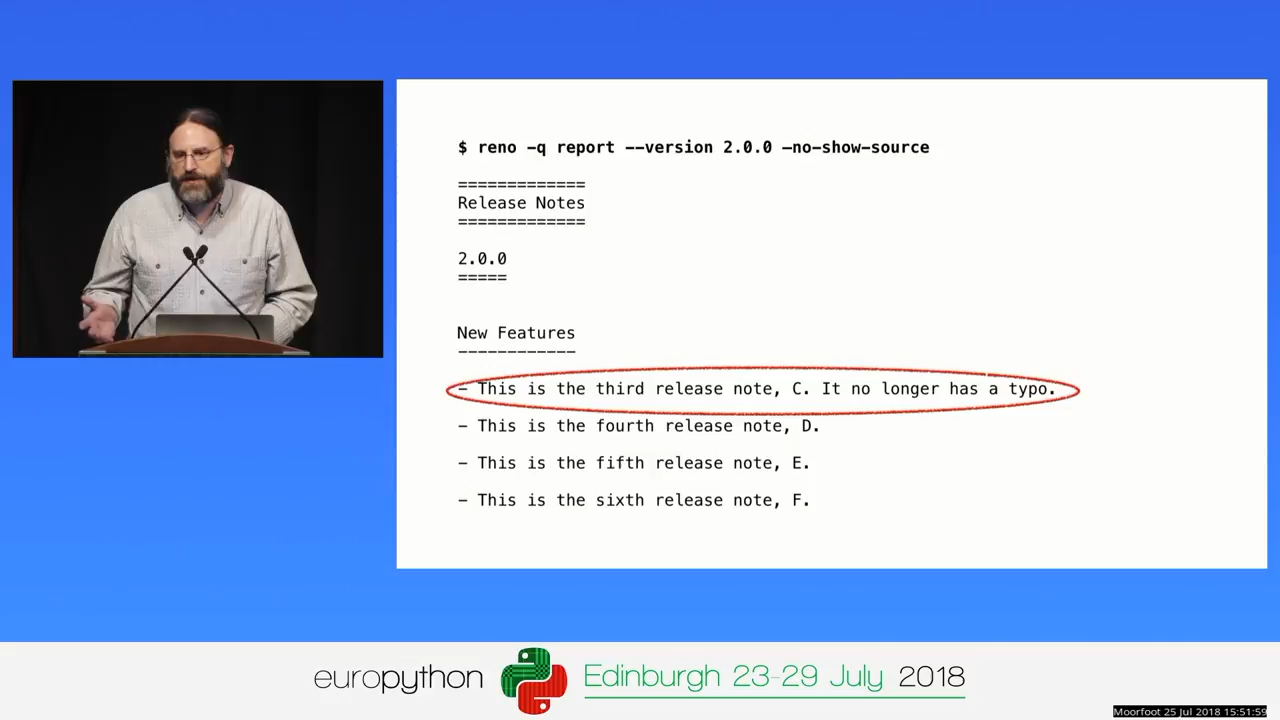 $ reno -q report --version 2.0.0 —no-show-source
=============
Release Notes
=============
2.0.0
=====
New Features
------------
- This is the third release note, C. It no longer has a typo.
- This is the fourth release note, D.
- This is the fifth release note, E.
- This is the sixth release note, F.
europython
Edinburgh 23-29 July 2018
Moorfoot 25 Jul 2018 15:51:59